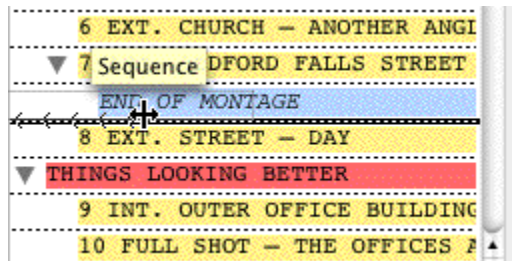 6 EXT. CHURCH — ANOTHER ANGL
7 DFORD FALLS STREET
Sequence
END OF MONTAGE
8 EXT. STREET — DAY
THINGS LOOKING BETTER
9 INT. OUTER OFFICE BUILDING
10 FULL SHOT — THE OFFICES A